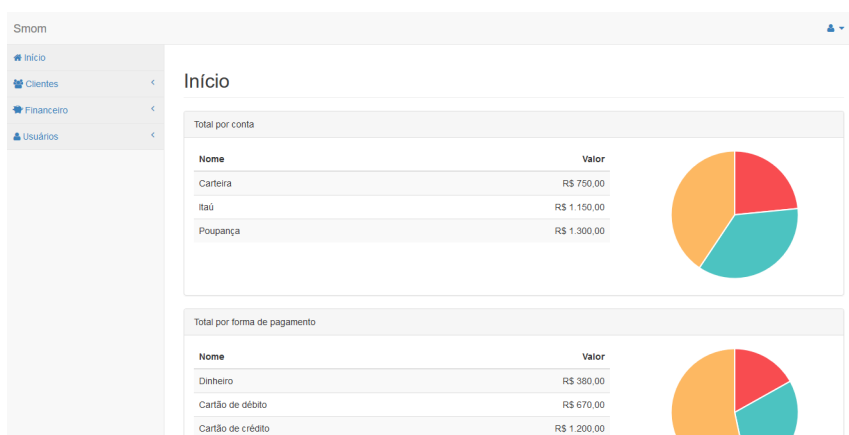 Smom
Início
Clientes
Financeiro
Usuários
Início
Total por conta
Nome Valor
Carteira R$ 750,00
Itaú R$ 1.150,00
Poupança R$ 1.300,00
Total por forma de pagamento
Nome Valor
Dinheiro R$ 380,00
Cartão de débito R$ 670,00
Cartão de crédito R$ 1.200,00